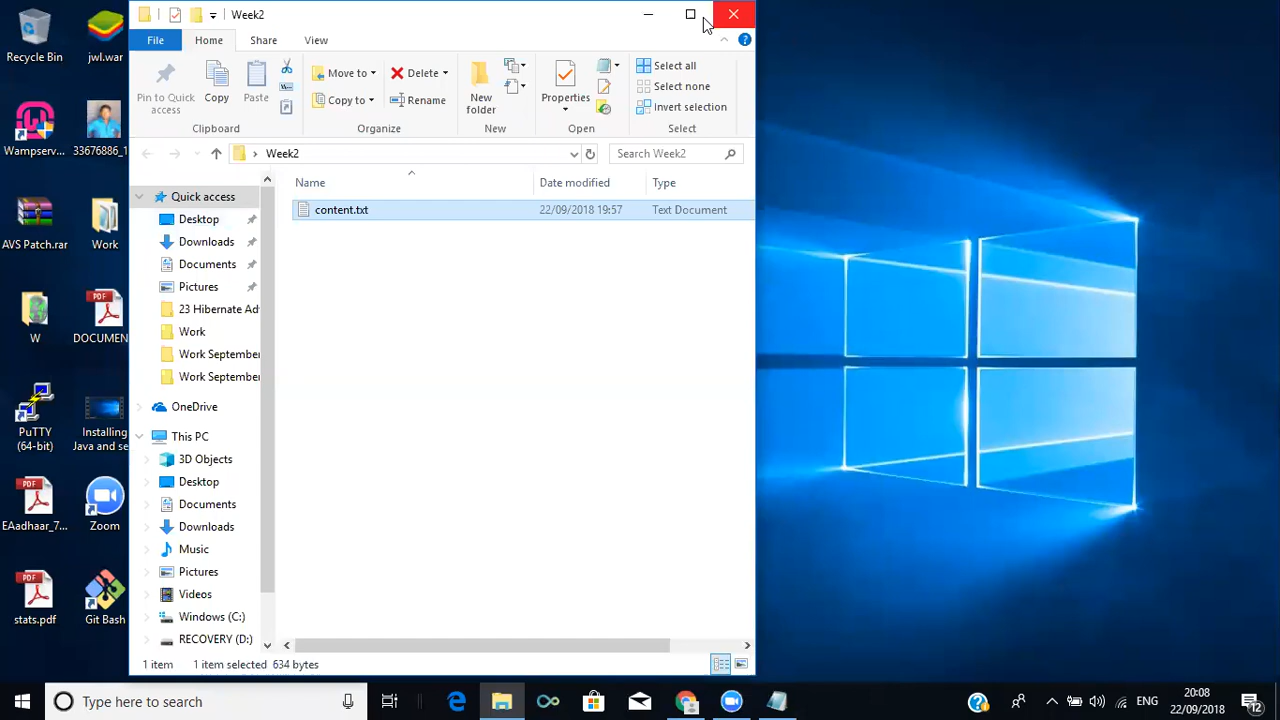 Week2
File Home Share View
Pin to Quick access
Copy
Paste
Move to
Copy to
Delete
Rename
New folder
Properties
Select all
Select none
Invert selection
Clipboard Organize New Open Select
Week2
Search Week2
Name Date modified Type
content.txt 22/09/2018 19:57 Text Document
Quick access
Desktop
Downloads
Documents
Pictures
23 Hibernate Ad
Work
Work September
Work September
OneDrive
This PC
3D Objects
Desktop
Documents
Downloads
Music
Pictures
Videos
Windows (C:)
RECOVERY (D:)
1 item 1 item selected 634 bytes
Recycle Bin
jwl.war
Wampserv...
33676886_1
AVS Patch.rar
Work
W
DOCUMEN
PuTTY
(64-bit)
Installing
Java and se
EAadhaar_7...
Zoom
stats.pdf
Git Bash
Type here to search
ENG
20:08
22/09/2018
12